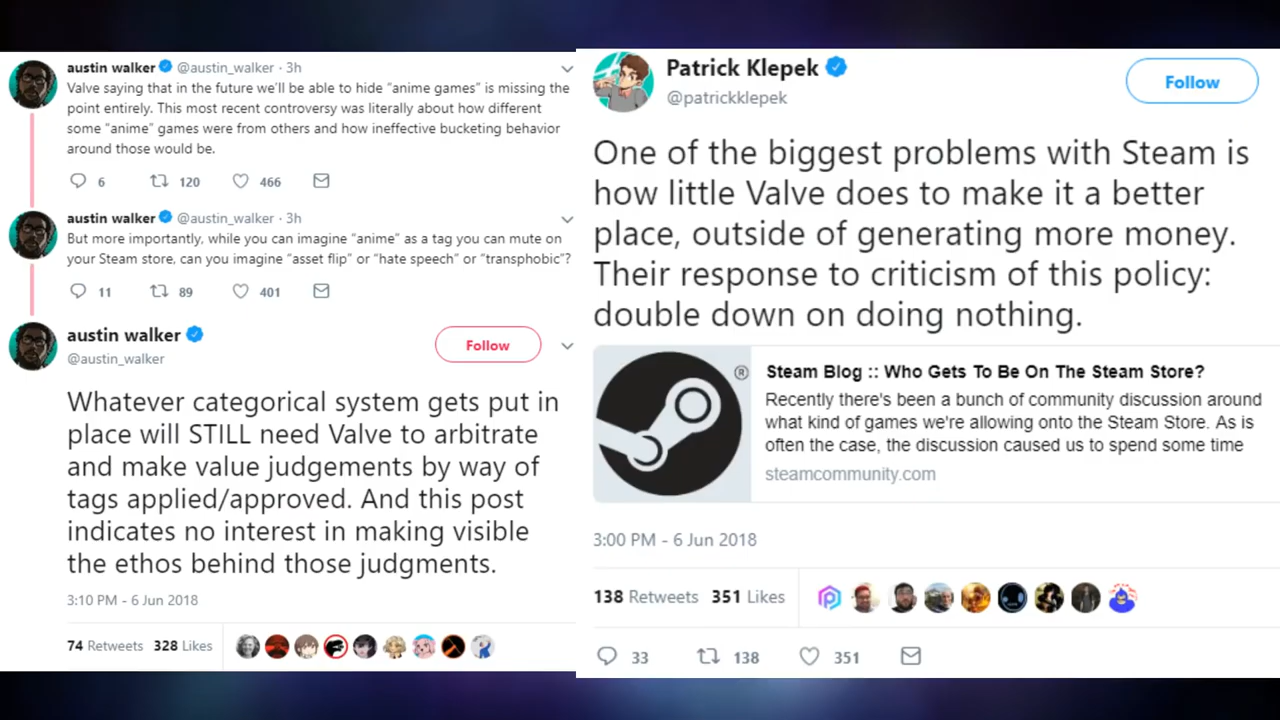 austin walker @austin_walker · 3h
Valve saying that in the future we'll be able to hide “anime games” is missing the
point entirely. This most recent controversy was literally about how different
some “anime” games were from others and how ineffective bucketing behavior
around those would be.
6 120 466
austin walker @austin_walker · 3h
But more importantly, while you can imagine “anime” as a tag you can mute on
your Steam store, can you imagine “asset flip” or “hate speech” or “transphobic”?
11 89 401
austin walker
@austin_walker
Follow
Whatever categorical system gets put in
place will STILL need Valve to arbitrate
and make value judgements by way of
tags applied/approved. And this post
indicates no interest in making visible
the ethos behind those judgments.
3:10 PM - 6 Jun 2018
74 Retweets 328 Likes
Patrick Klepek
@patrickklepek
Follow
One of the biggest problems with Steam is
how little Valve does to make it a better
place, outside of generating more money.
Their response to criticism of this policy:
double down on doing nothing.
®
Steam Blog :: Who Gets To Be On The Steam Store?
Recently there's been a bunch of community discussion around
what kind of games we're allowing onto the Steam Store. As is
often the case, the discussion caused us to spend some time
steamcommunity.com
3:00 PM - 6 Jun 2018
138 Retweets 351 Likes
33 138 351